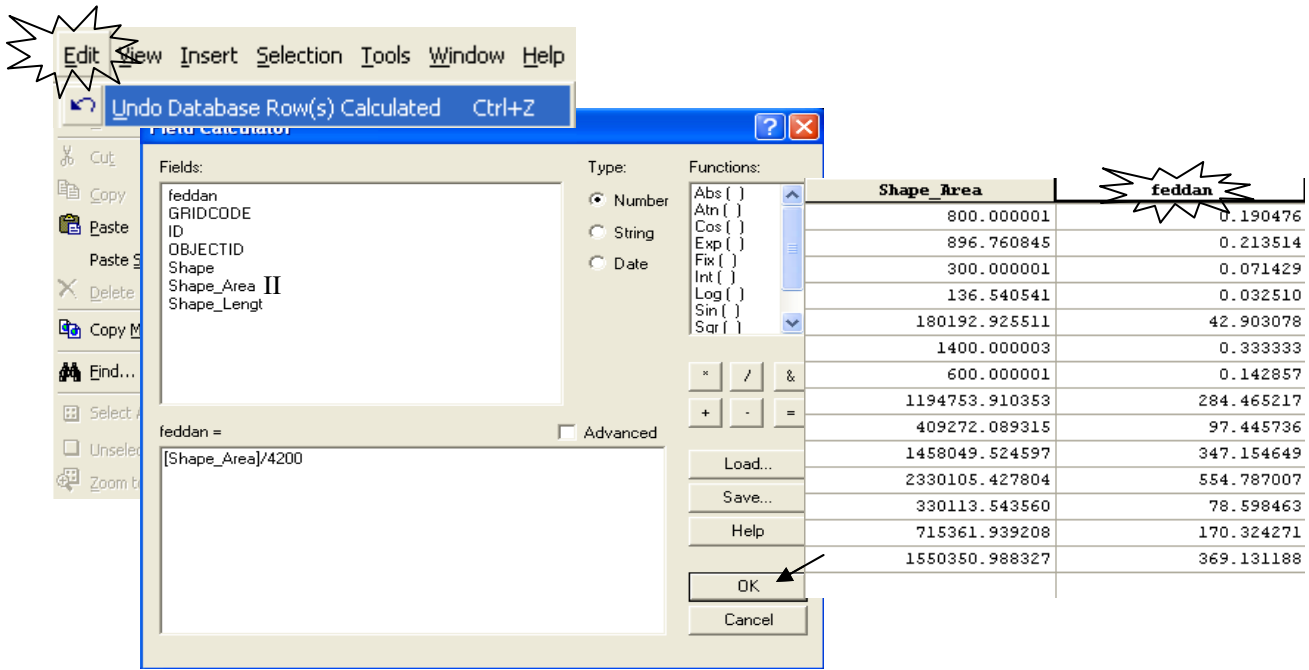 Edit View Insert Selection Tools Window Help
Undo Database Row(s) Calculated Ctrl+Z
Cut
Copy
Paste
Paste S
Delete
Copy M
Find...
Select A
Unselec
Zoom to
Field Calculator
Fields:
feddan
GRIDCODE
ID
OBJECTID
Shape
Shape_Area II
Shape_Lengt
Type:
Number
String
Date
Functions:
Abs ( )
Atn ( )
Cos ( )
Exp ( )
Fix ( )
Int ( )
Log ( )
Sin ( )
Sqr ( )
* / &
+ - =
feddan =
Advanced
[Shape_Area]/4200
Load...
Save...
Help
OK
Cancel
Shape_Area feddan
800.000001 0.190476
896.760845 0.213514
300.000001 0.071429
136.540541 0.032510
180192.925511 42.903078
1400.000003 0.333333
600.000001 0.142857
1194753.910353 284.465217
409272.089315 97.445736
1458049.524597 347.154649
2330105.427804 554.787007
330113.543560 78.598463
715361.939208 170.324271
1550350.988327 369.131188